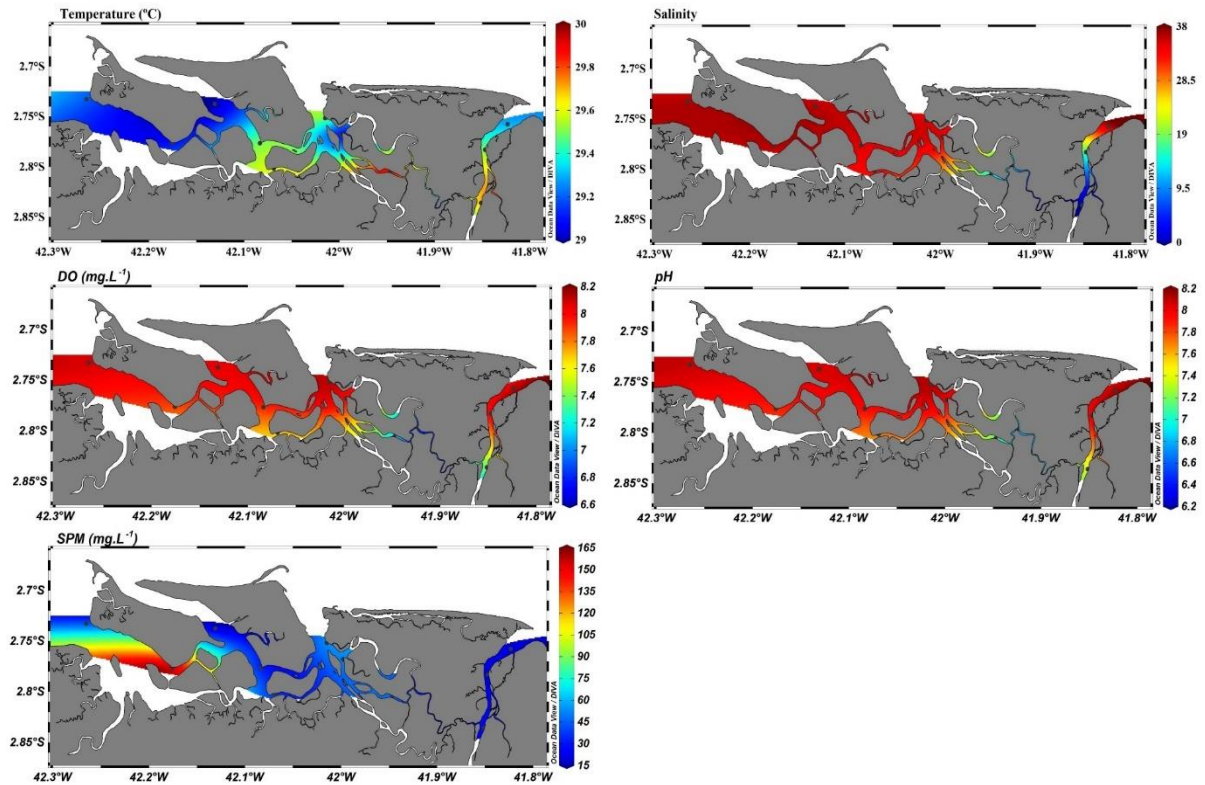 Temperature (ºC)
30
29.8
29.6
29.4
29.2
29
2.7°S
2.75°S
2.8°S
2.85°S
42.3°W 42.2°W 42.1°W 42°W 41.9°W 41.8°W
Ocean Data View / DIVA
Salinity
38
28.5
19
9.5
0
2.7°S
2.75°S
2.8°S
2.85°S
42.3°W 42.2°W 42.1°W 42°W 41.9°W 41.8°W
Ocean Data View / DIVA
DO (mg.L⁻¹)
8.2
8
7.8
7.6
7.4
7.2
7
6.8
6.6
2.7°S
2.75°S
2.8°S
2.85°S
42.3°W 42.2°W 42.1°W 42°W 41.9°W 41.8°W
Ocean Data View / DIVA
pH
8.2
8
7.8
7.6
7.4
7.2
7
6.8
6.6
6.4
6.2
2.7°S
2.75°S
2.8°S
2.85°S
42.3°W 42.2°W 42.1°W 42°W 41.9°W 41.8°W
Ocean Data View / DIVA
SPM (mg.L⁻¹)
165
150
135
120
105
90
75
60
45
30
15
2.7°S
2.75°S
2.8°S
2.85°S
42.3°W 42.2°W 42.1°W 42°W 41.9°W 41.8°W
Ocean Data View / DIVA